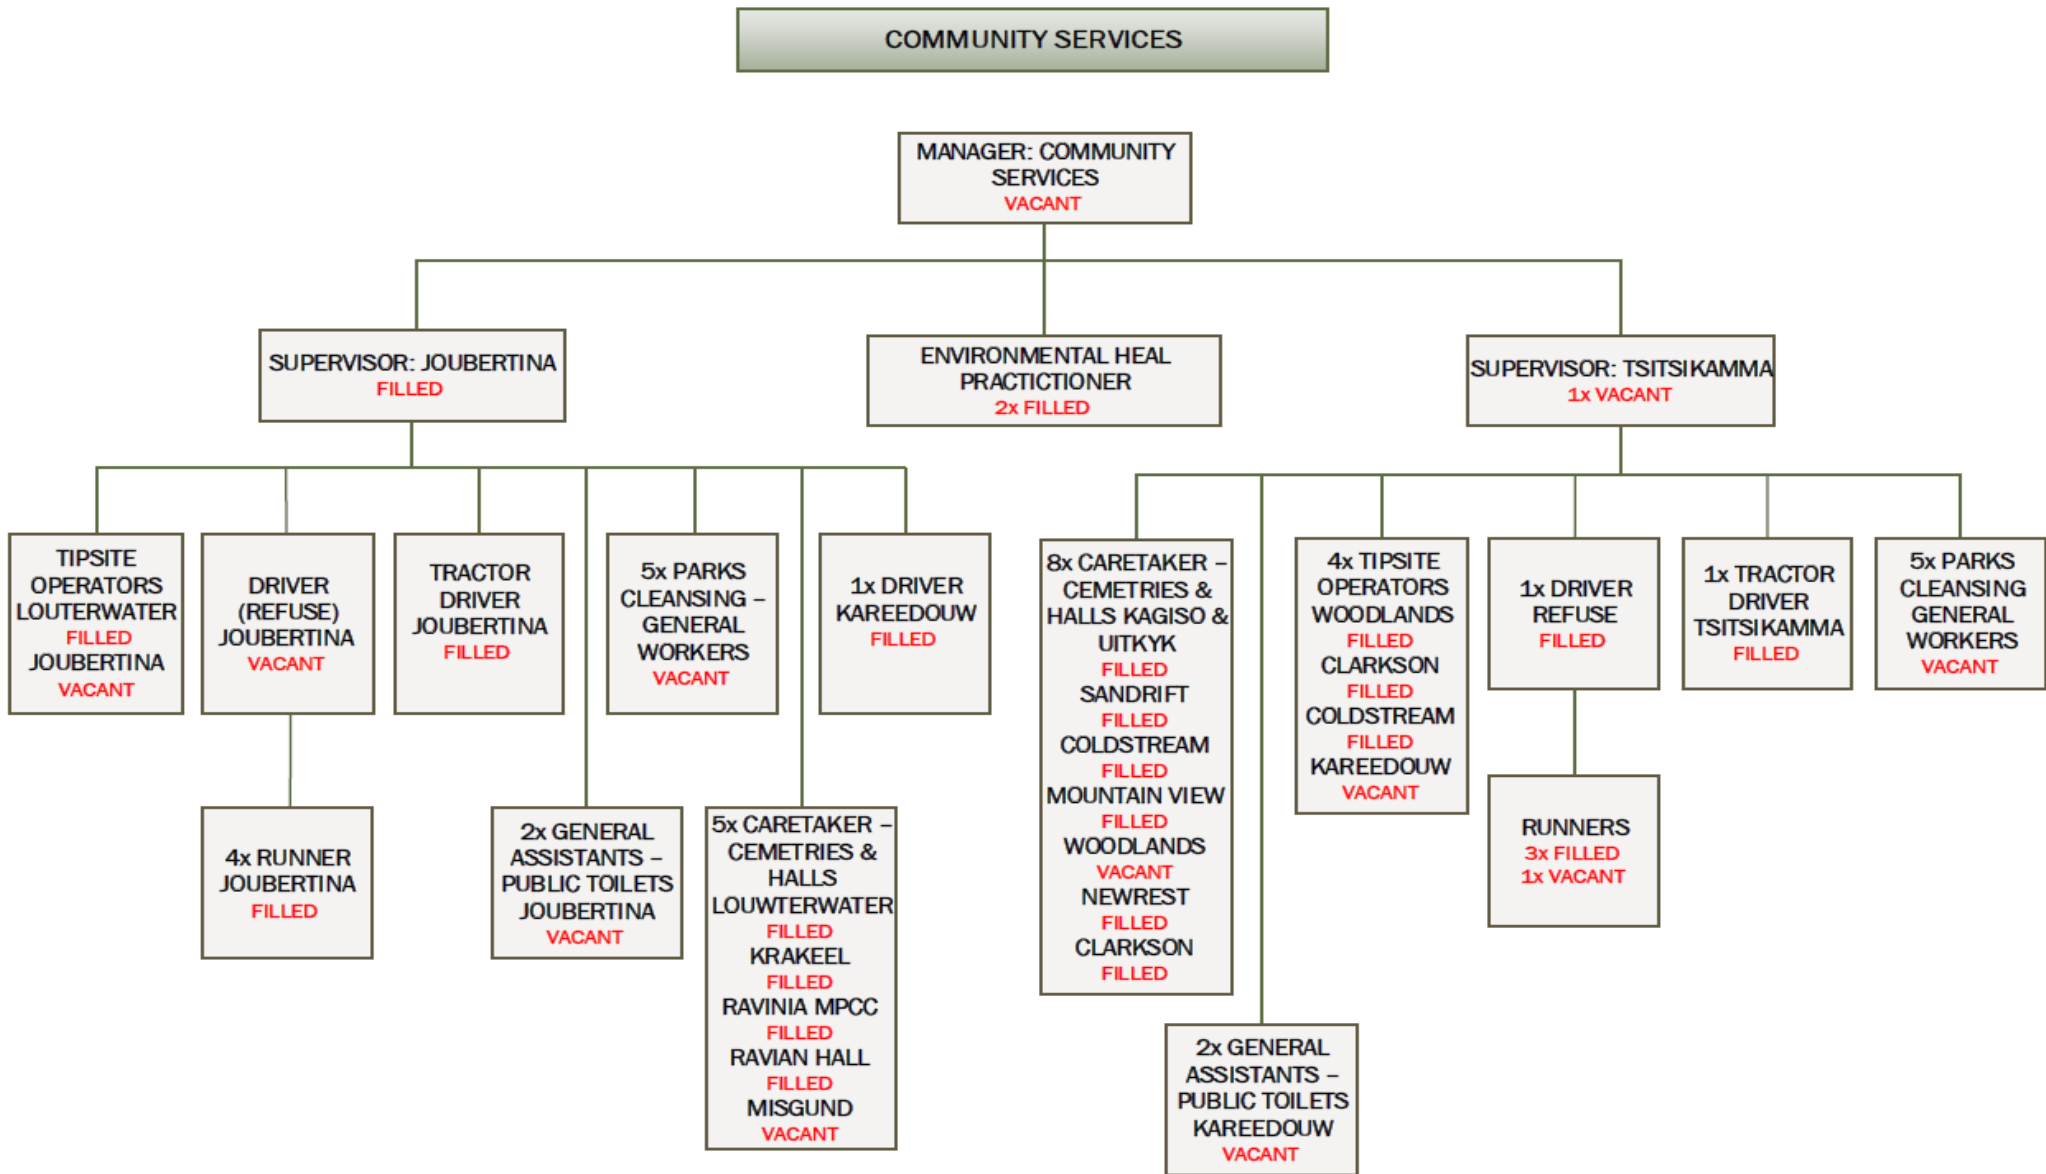 COMMUNITY SERVICES
MANAGER: COMMUNITY
SERVICES
VACANT
SUPERVISOR: JOUBERTINA
FILLED
ENVIRONMENTAL HEAL
PRACTICTIONER
2x FILLED
SUPERVISOR: TSITSIKAMMA
1x VACANT
TIPSITE
OPERATORS
LOUTERWATER
FILLED
JOUBERTINA
VACANT
DRIVER
(REFUSE)
JOUBERTINA
VACANT
TRACTOR
DRIVER
JOUBERTINA
FILLED
5x PARKS
CLEANSING –
GENERAL
WORKERS
VACANT
1x DRIVER
KAREEDOUW
FILLED
8x CARETAKER –
CEMETRIES &
HALLS KAGISO &
UITKYK
FILLED
SANDRIFT
FILLED
COLDSTREAM
FILLED
MOUNTAIN VIEW
FILLED
WOODLANDS
VACANT
NEWREST
FILLED
CLARKSON
FILLED
4x TIPSITE
OPERATORS
WOODLANDS
FILLED
CLARKSON
FILLED
COLDSTREAM
FILLED
KAREEDOUW
VACANT
1x DRIVER
REFUSE
FILLED
1x TRACTOR
DRIVER
TSITSIKAMMA
FILLED
5x PARKS
CLEANSING
GENERAL
WORKERS
VACANT
4x RUNNER
JOUBERTINA
FILLED
2x GENERAL
ASSISTANTS –
PUBLIC TOILETS
JOUBERTINA
VACANT
5x CARETAKER –
CEMETRIES &
HALLS
LOUWTERWATER
FILLED
KRAKEEL
FILLED
RAVINIA MPCC
FILLED
RAVIAN HALL
FILLED
MISGUND
VACANT
RUNNERS
3x FILLED
1x VACANT
2x GENERAL
ASSISTANTS –
PUBLIC TOILETS
KAREEDOUW
VACANT